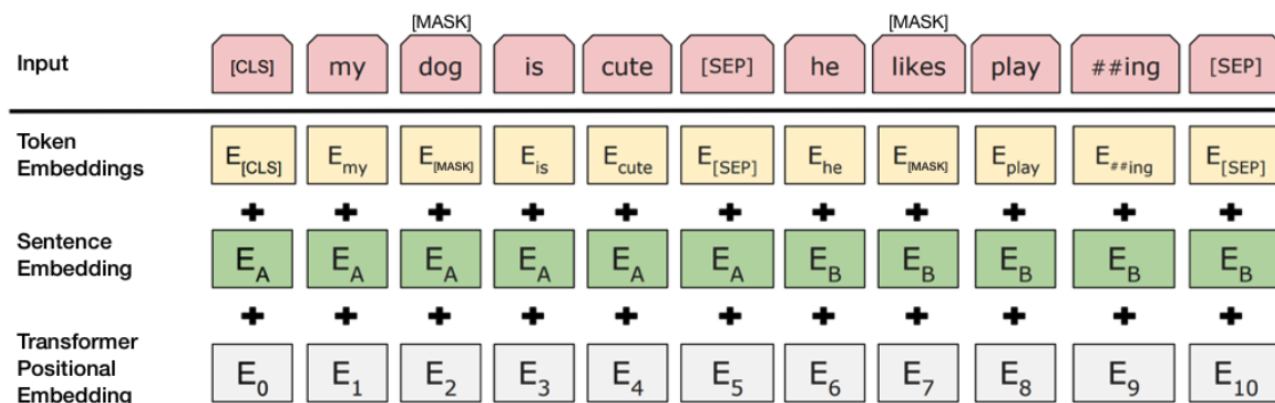 [MASK] [MASK]
Input [CLS] my dog is cute [SEP] he likes play ##ing [SEP]
Token
Embeddings
E[CLS] Emy E[MASK] Eis Ecute E[SEP] Ehe E[MASK] Eplay E##ing E[SEP]
+ + + + + + + + + + +
Sentence
Embedding
EA EA EA EA EA EA EB EB EB EB EB
+ + + + + + + + + + +
Transformer
Positional
Embedding
E0 E1 E2 E3 E4 E5 E6 E7 E8 E9 E10